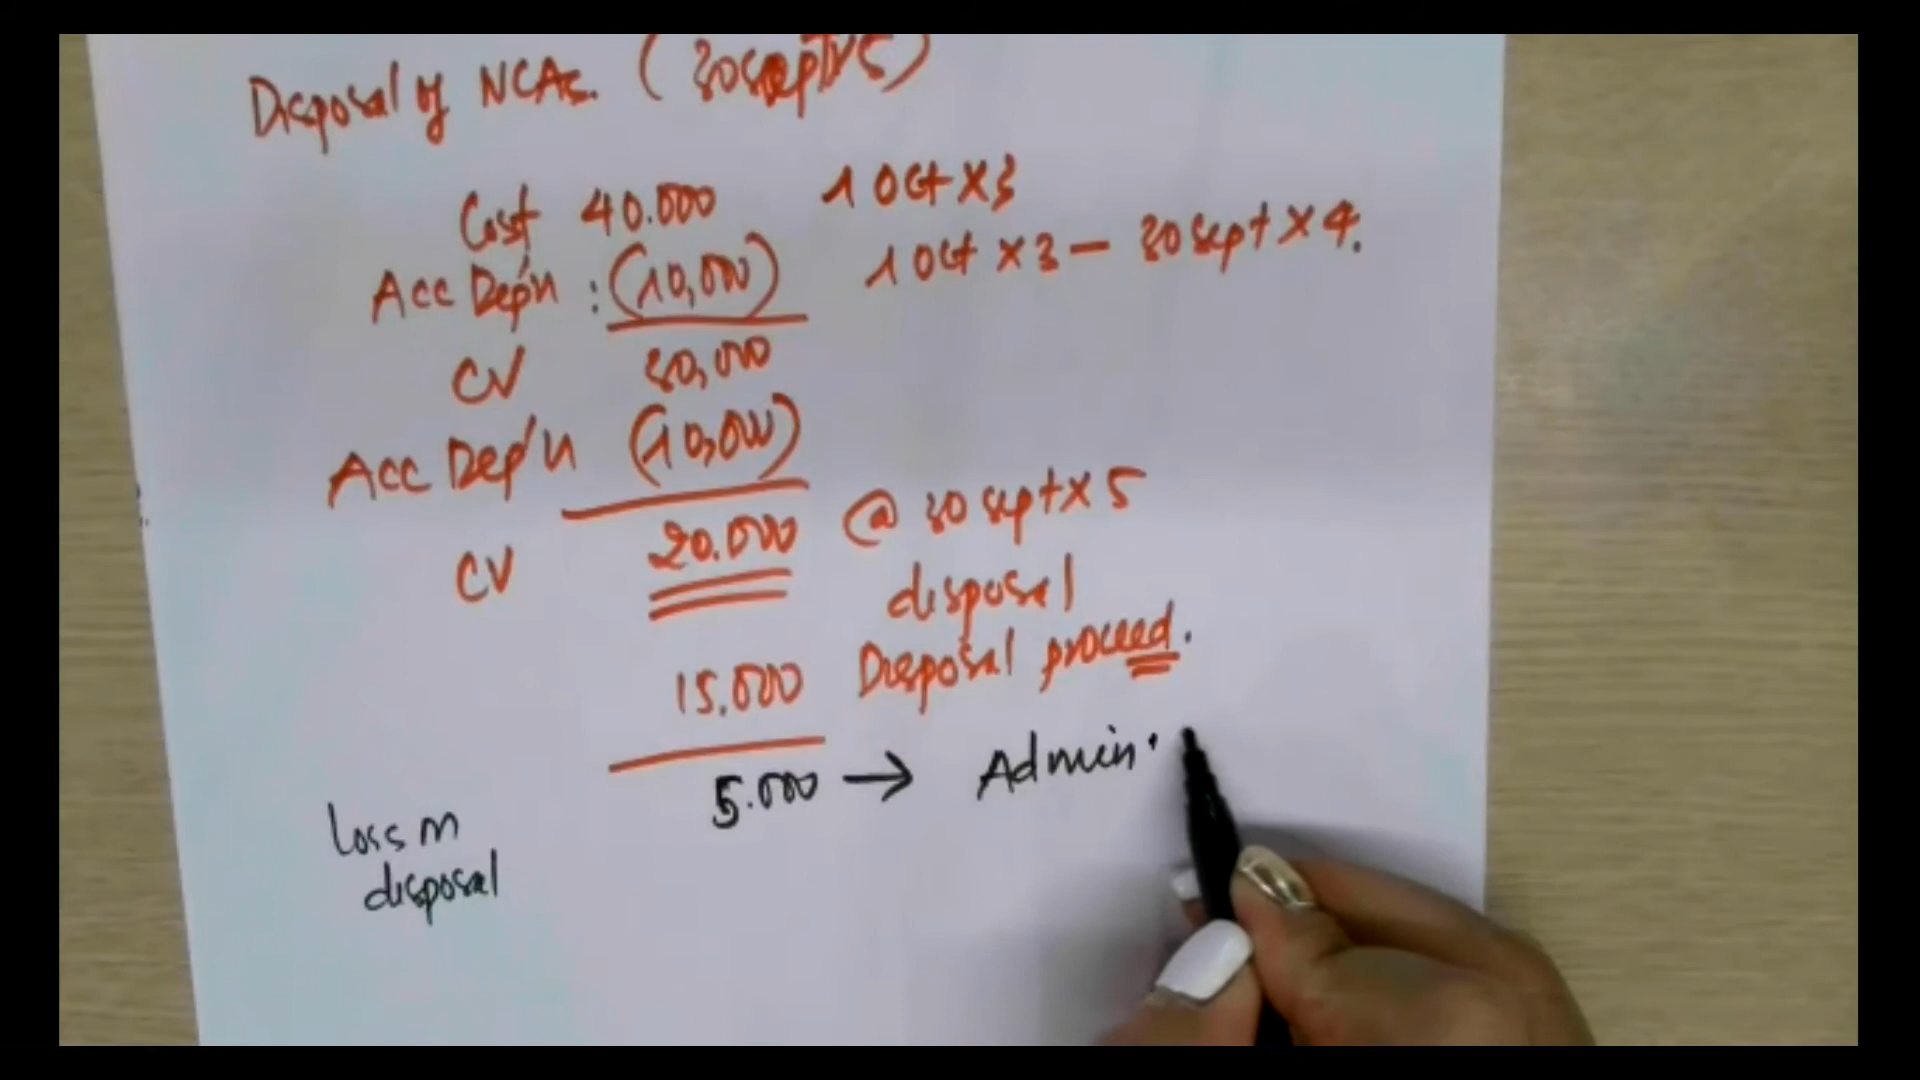 Disposal of NCAs. (30 sept X5)
Cost 40.000 1 Oct X3
Acc Dep'n : (10,000) 1 Oct X3 - 30 Sept X4.
CV 30,000
Acc Dep'n (10,000)
CV 20.000 @ 30 sept X5
disposal
15.000 Disposal proceed.
5.000 → Admin.
Loss on
disposal